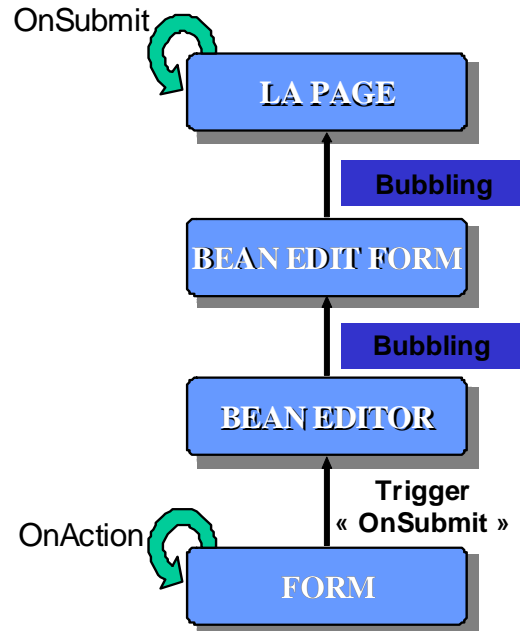 OnSubmit
LA PAGE
Bubbling
BEAN EDIT FORM
Bubbling
BEAN EDITOR
Trigger
« OnSubmit »
OnAction
FORM